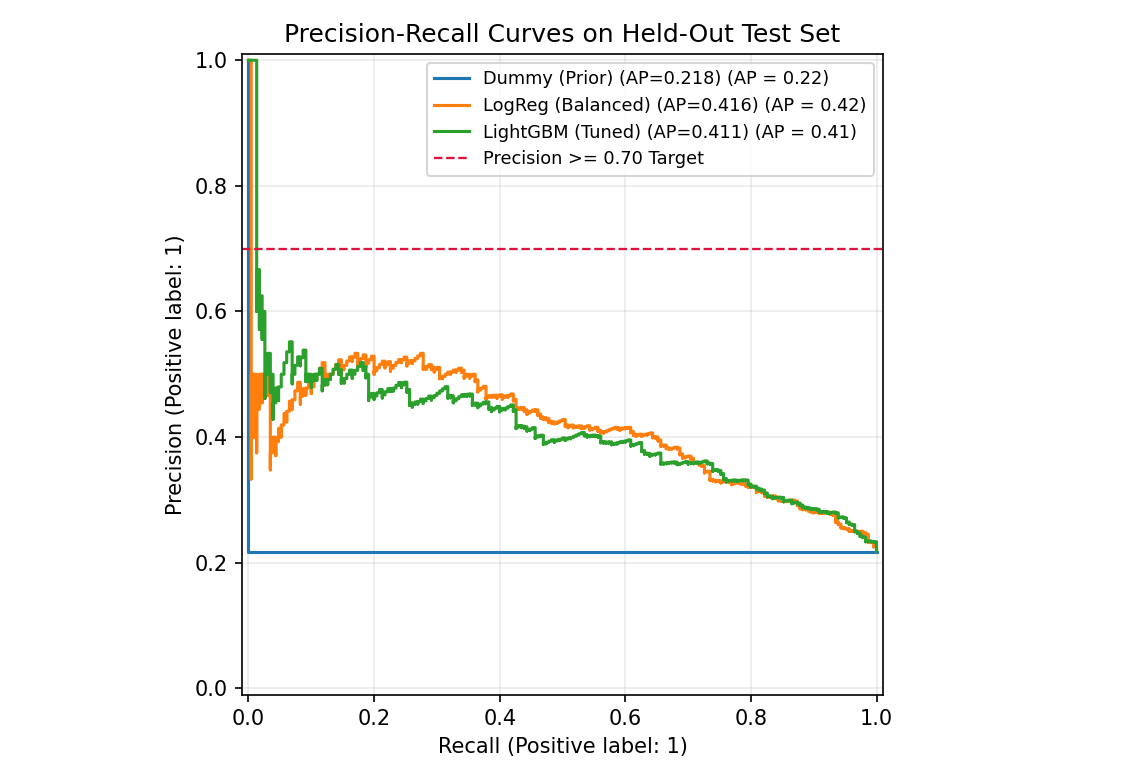 Precision-Recall Curves on Held-Out Test Set
Dummy (Prior) (AP=0.218) (AP = 0.22)
LogReg (Balanced) (AP=0.416) (AP = 0.42)
LightGBM (Tuned) (AP=0.411) (AP = 0.41)
Precision >= 0.70 Target
Precision (Positive label: 1)
1.0
0.8
0.6
0.4
0.2
0.0
0.0 0.2 0.4 0.6 0.8 1.0
Recall (Positive label: 1)